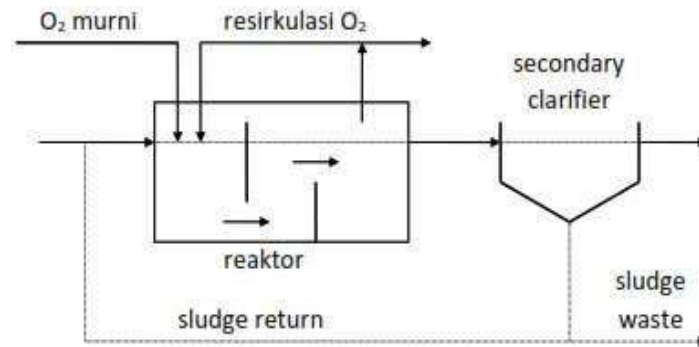 O₂ murni
resirkulasi O₂
secondary
clarifier
reaktor
sludge return
sludge
waste